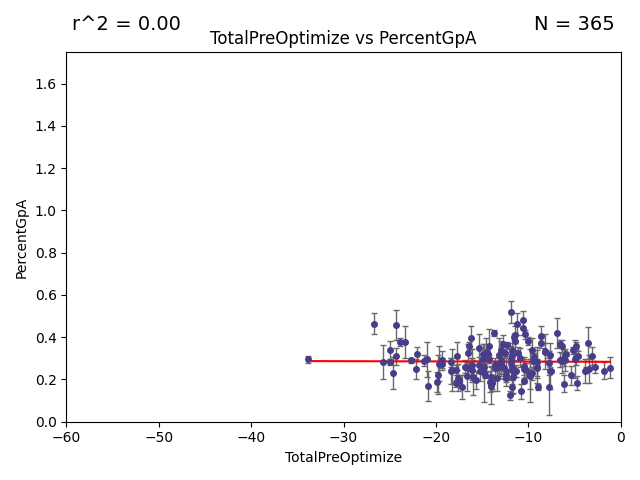 r^2 = 0.00
N = 365
TotalPreOptimize vs PercentGpA
1.6
1.4
1.2
1.0
0.8
0.6
0.4
0.2
0.0
PercentGpA
−60 −50 −40 −30 −20 −10 0
TotalPreOptimize